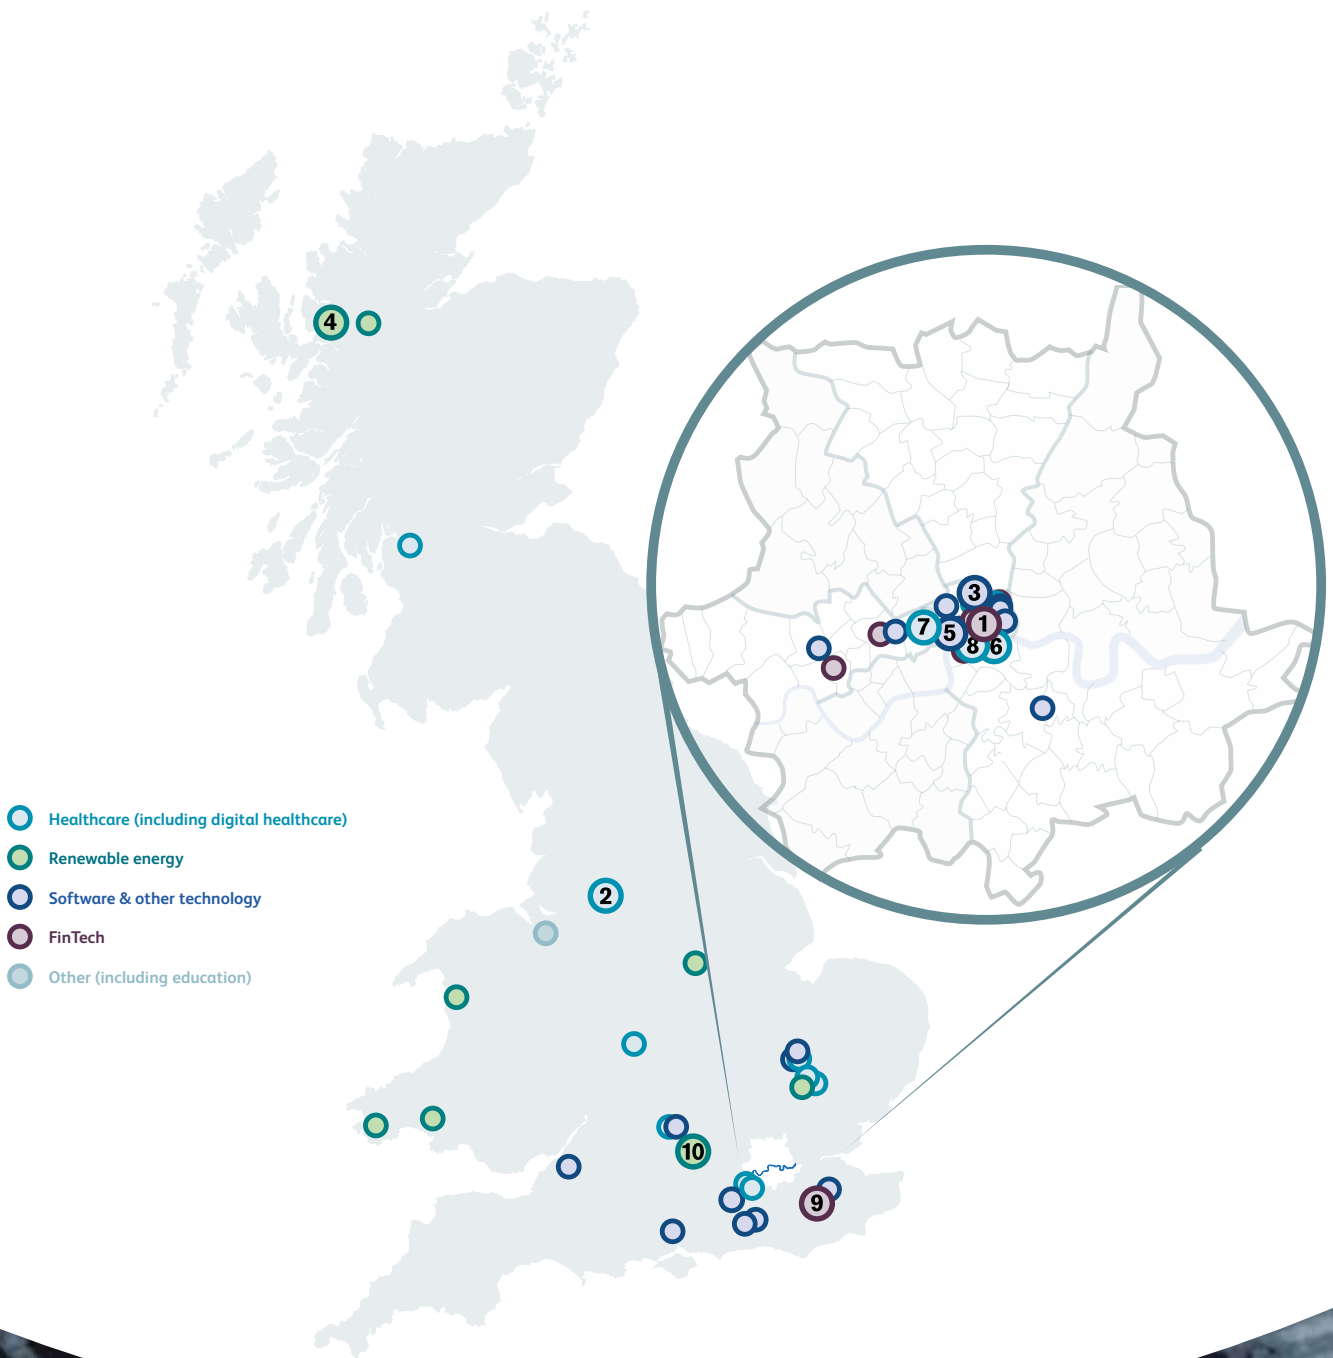 4
3
7
5
1
8
6
Healthcare (including digital healthcare)
Renewable energy
Software & other technology
FinTech
Other (including education)
2
10
9